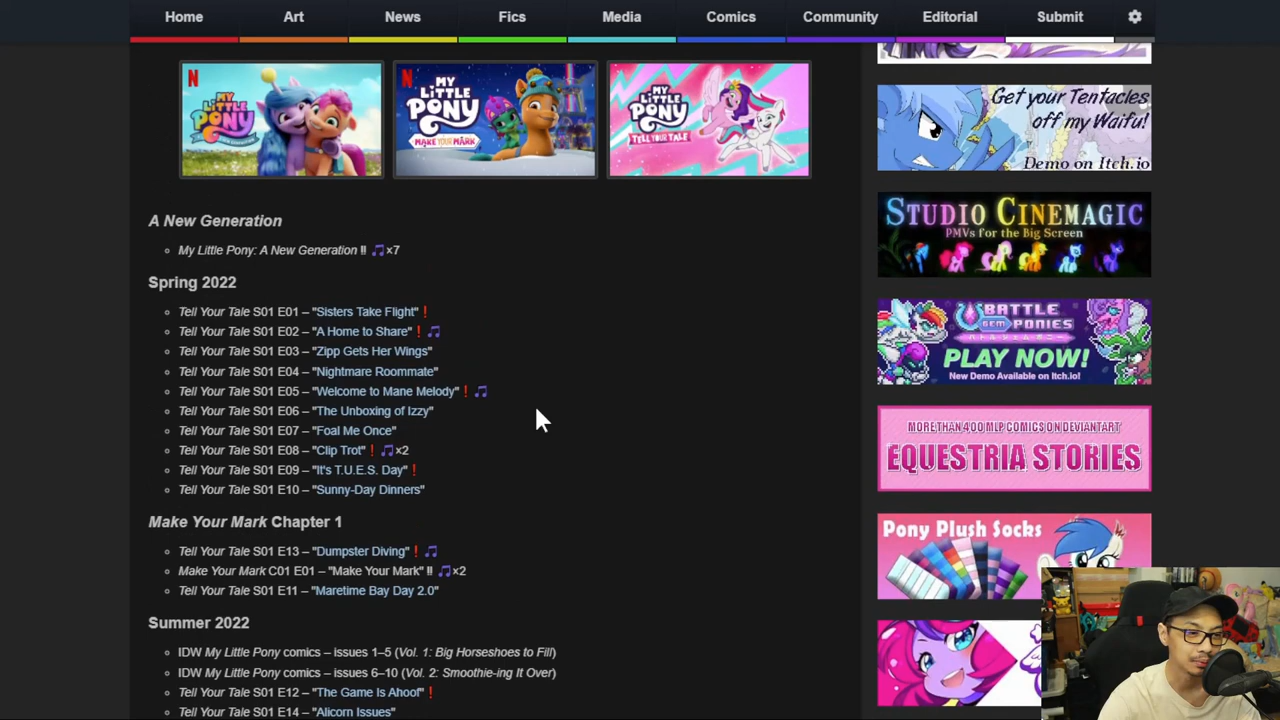 Home Art News Fics Media Comics Community Editorial Submit
N MY LITTLE PONY
N MY LITTLE PONY MAKE YOUR MARK
MY LITTLE PONY TELL YOUR TALE
A New Generation
My Little Pony: A New Generation ‼ 🎵×7
Spring 2022
Tell Your Tale S01 E01 – "Sisters Take Flight" ❗
Tell Your Tale S01 E02 – "A Home to Share" ❗🎵
Tell Your Tale S01 E03 – "Zipp Gets Her Wings"
Tell Your Tale S01 E04 – "Nightmare Roommate"
Tell Your Tale S01 E05 – "Welcome to Mane Melody" ❗🎵
Tell Your Tale S01 E06 – "The Unboxing of Izzy"
Tell Your Tale S01 E07 – "Foal Me Once"
Tell Your Tale S01 E08 – "Clip Trot" ❗🎵×2
Tell Your Tale S01 E09 – "It's T.U.E.S. Day" ❗
Tell Your Tale S01 E10 – "Sunny-Day Dinners"
Make Your Mark Chapter 1
Tell Your Tale S01 E13 – "Dumpster Diving" ❗🎵
Make Your Mark C01 E01 – "Make Your Mark" ‼ 🎵×2
Tell Your Tale S01 E11 – "Maretime Bay Day 2.0"
Summer 2022
IDW My Little Pony comics – issues 1–5 (Vol. 1: Big Horseshoes to Fill)
IDW My Little Pony comics – issues 6–10 (Vol. 2: Smoothie-ing It Over)
Tell Your Tale S01 E12 – "The Game Is Ahoof" ❗
Tell Your Tale S01 E14 – "Alicorn Issues"
Get your Tentacles
off my Waifu!
Demo on Itch.io
STUDIO CINEMAGIC
PMVs for the Big Screen
BATTLE
GEM PONIES
PLAY NOW!
New Demo Available on Itch.io!
MORE THAN 400 MLP COMICS ON DEVIANTART
EQUESTRIA STORIES
Pony Plush Socks